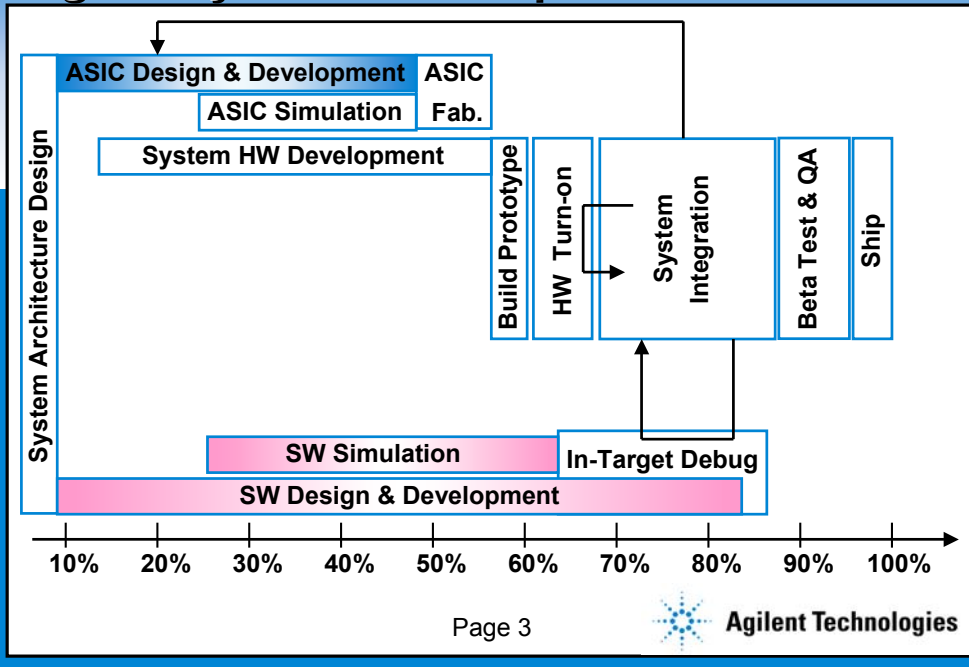 System Architecture Design
ASIC Design & Development
ASIC
Fab.
ASIC Simulation
System HW Development
Build Prototype
HW Turn-on
System
Integration
Beta Test & QA
Ship
SW Simulation
In-Target Debug
SW Design & Development
10% 20% 30% 40% 50% 60% 70% 80% 90% 100%
Page 3
Agilent Technologies